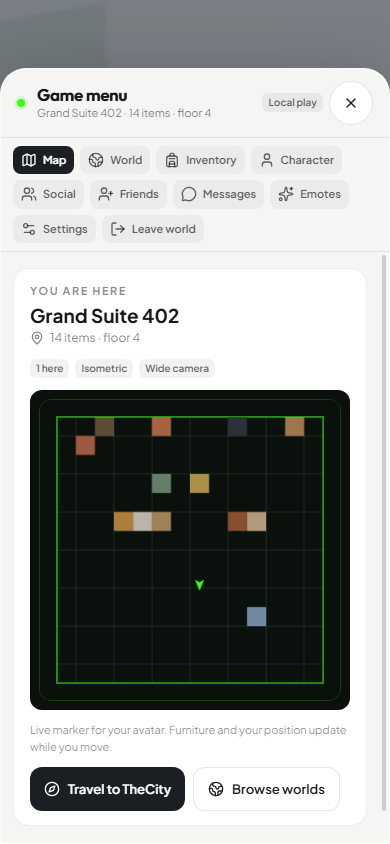 Game menu
Grand Suite 402 · 14 items · floor 4
Local play
Map
World
Inventory
Character
Social
Friends
Messages
Emotes
Settings
Leave world
YOU ARE HERE
Grand Suite 402
14 items · floor 4
1 here
Isometric
Wide camera
Live marker for your avatar. Furniture and your position update
while you move.
Travel to TheCity
Browse worlds